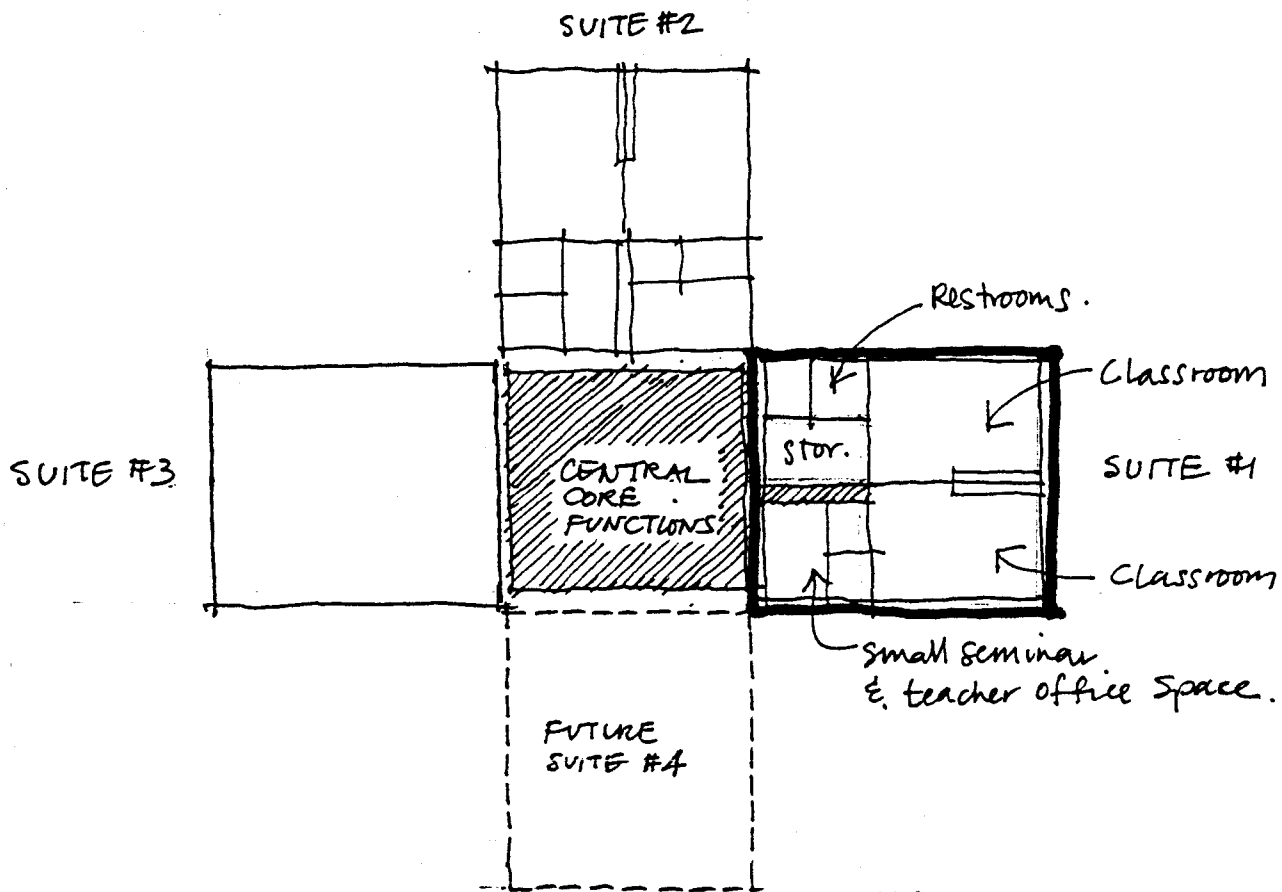 SUITE #2
Restrooms.
Classroom
stor.
SUITE #1
SUITE #3
CENTRAL
CORE
FUNCTIONS
Classroom
small seminar
& teacher office space.
FUTURE
SUITE #4